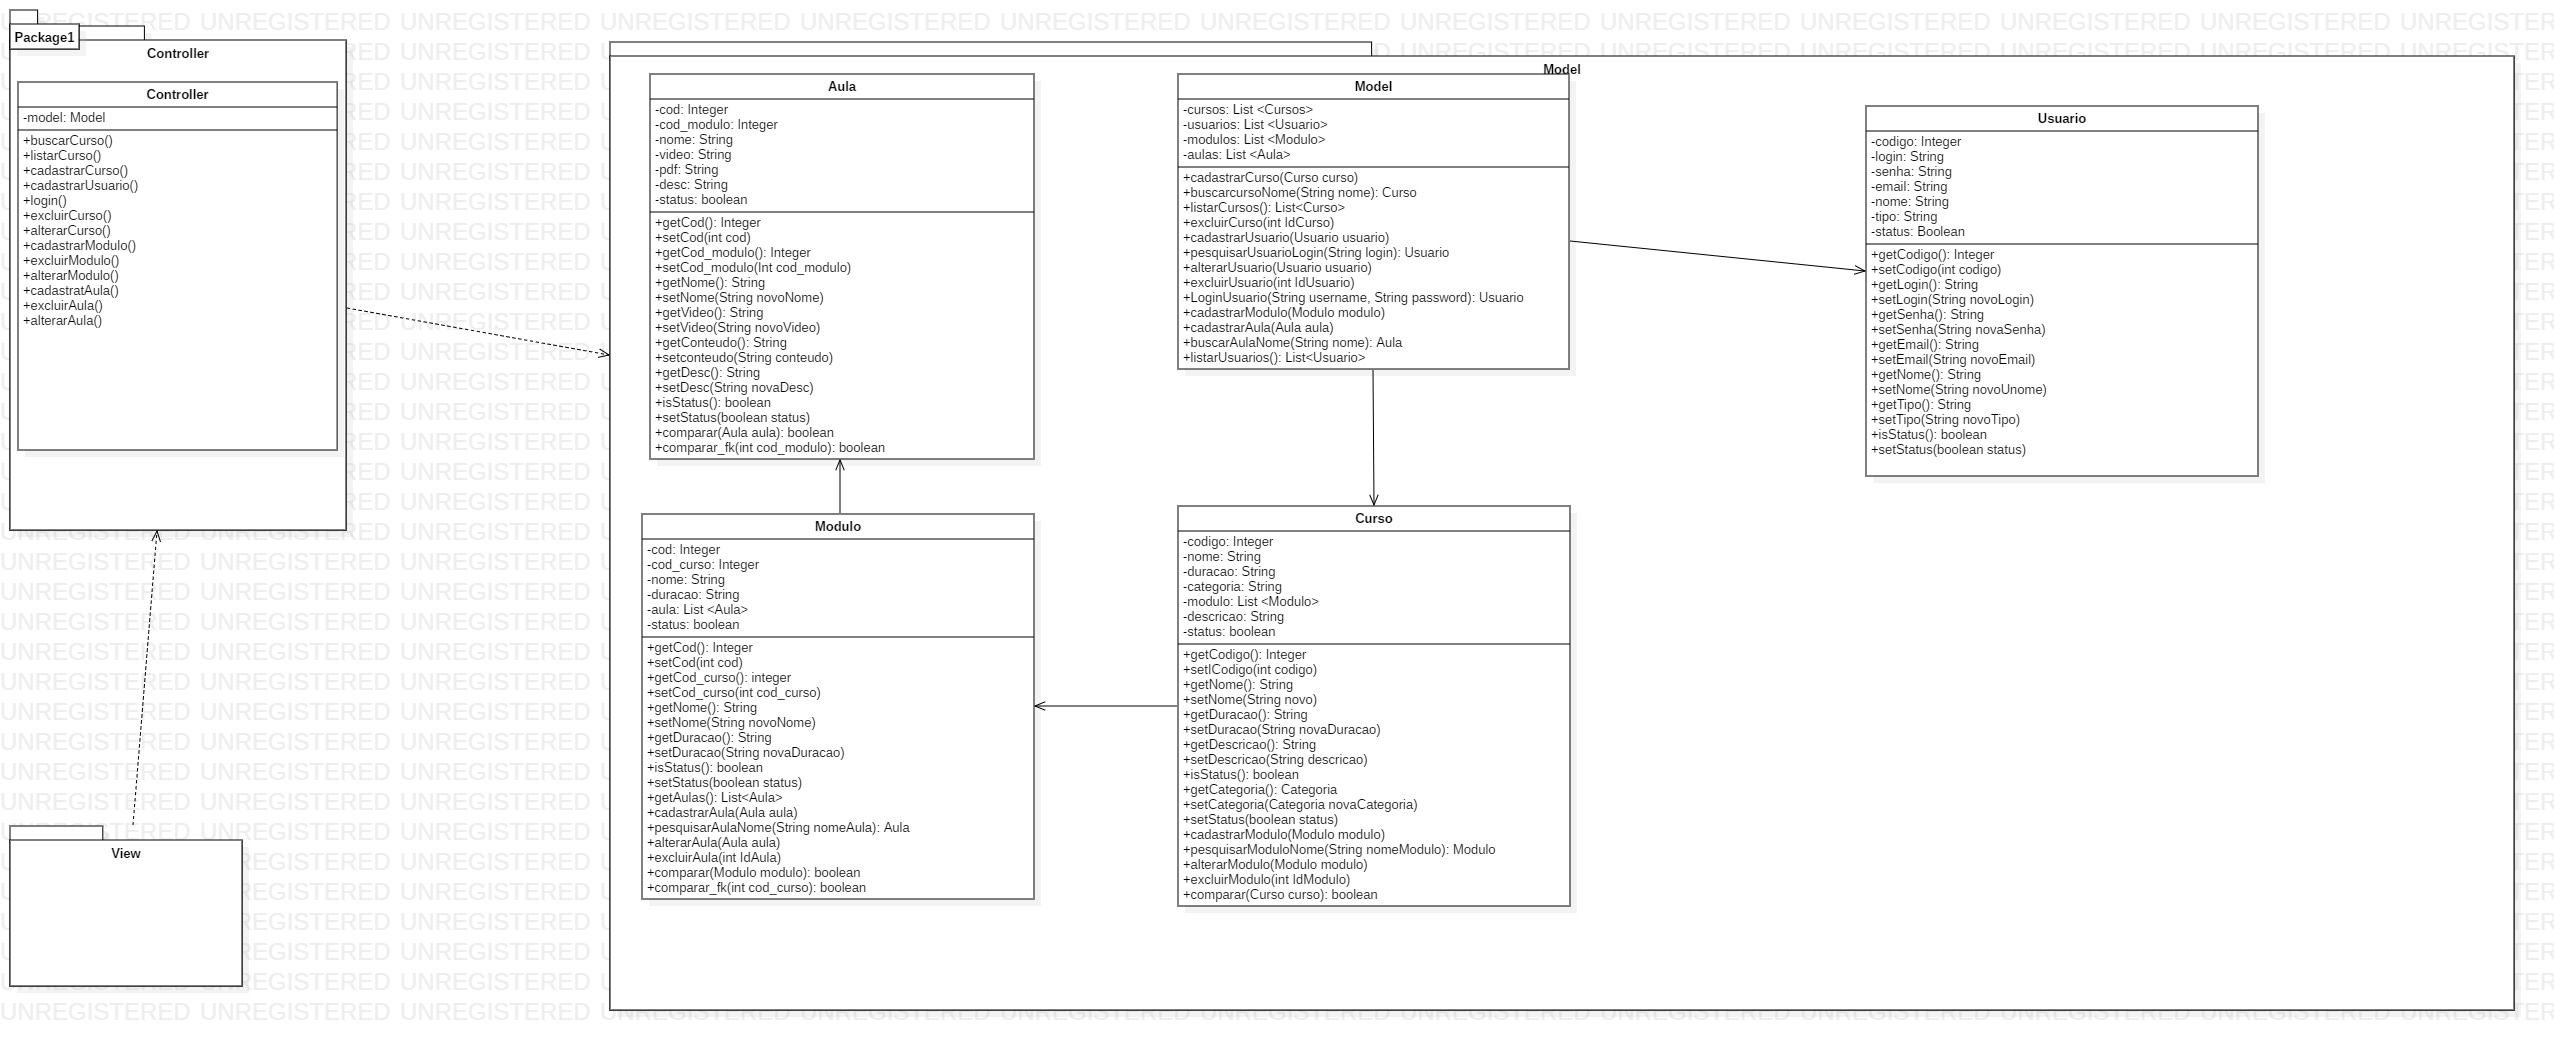 Package1
Controller
Controller
-model: Model
+buscarCurso()
+listarCurso()
+cadastrarCurso()
+cadastrarUsuario()
+login()
+excluirCurso()
+alterarCurso()
+cadastrarModulo()
+excluirModulo()
+alterarModulo()
+cadastratAula()
+excluirAula()
+alterarAula()
View
Model
Aula
-cod: Integer
-cod_modulo: Integer
-nome: String
-video: String
-pdf: String
-desc: String
-status: boolean
+getCod(): Integer
+setCod(int cod)
+getCod_modulo(): Integer
+setCod_modulo(Int cod_modulo)
+getNome(): String
+setNome(String novoNome)
+getVideo(): String
+setVideo(String novoVideo)
+getConteudo(): String
+setconteudo(String conteudo)
+getDesc(): String
+setDesc(String novaDesc)
+isStatus(): boolean
+setStatus(boolean status)
+comparar(Aula aula): boolean
+comparar_fk(int cod_modulo): boolean
Model
-cursos: List <Cursos>
-usuarios: List <Usuario>
-modulos: List <Modulo>
-aulas: List <Aula>
+cadastrarCurso(Curso curso)
+buscarcursoNome(String nome): Curso
+listarCursos(): List<Curso>
+excluirCurso(int IdCurso)
+cadastrarUsuario(Usuario usuario)
+pesquisarUsuarioLogin(String login): Usuario
+alterarUsuario(Usuario usuario)
+excluirUsuario(int IdUsuario)
+LoginUsuario(String username, String password): Usuario
+cadastrarModulo(Modulo modulo)
+cadastrarAula(Aula aula)
+buscarAulaNome(String nome): Aula
+listarUsuarios(): List<Usuario>
Usuario
-codigo: Integer
-login: String
-senha: String
-email: String
-nome: String
-tipo: String
-status: Boolean
+getCodigo(): Integer
+setCodigo(int codigo)
+getLogin(): String
+setLogin(String novoLogin)
+getSenha(): String
+setSenha(String novaSenha)
+getEmail(): String
+setEmail(String novoEmail)
+getNome(): String
+setNome(String novoUnome)
+getTipo(): String
+setTipo(String novoTipo)
+isStatus(): boolean
+setStatus(boolean status)
Modulo
-cod: Integer
-cod_curso: Integer
-nome: String
-duracao: String
-aula: List <Aula>
-status: boolean
+getCod(): Integer
+setCod(int cod)
+getCod_curso(): integer
+setCod_curso(int cod_curso)
+getNome(): String
+setNome(String novoNome)
+getDuracao(): String
+setDuracao(String novaDuracao)
+isStatus(): boolean
+setStatus(boolean status)
+getAulas(): List<Aula>
+cadastrarAula(Aula aula)
+pesquisarAulaNome(String nomeAula): Aula
+alterarAula(Aula aula)
+excluirAula(int IdAula)
+comparar(Modulo modulo): boolean
+comparar_fk(int cod_curso): boolean
Curso
-codigo: Integer
-nome: String
-duracao: String
-categoria: String
-modulo: List <Modulo>
-descricao: String
-status: boolean
+getCodigo(): Integer
+setICodigo(int codigo)
+getNome(): String
+setNome(String novo)
+getDuracao(): String
+setDuracao(String novaDuracao)
+getDescricao(): String
+setDescricao(String descricao)
+isStatus(): boolean
+getCategoria(): Categoria
+setCategoria(Categoria novaCategoria)
+setStatus(boolean status)
+cadastrarModulo(Modulo modulo)
+pesquisarModuloNome(String nomeModulo): Modulo
+alterarModulo(Modulo modulo)
+excluirModulo(int IdModulo)
+comparar(Curso curso): boolean
UNREGISTERED